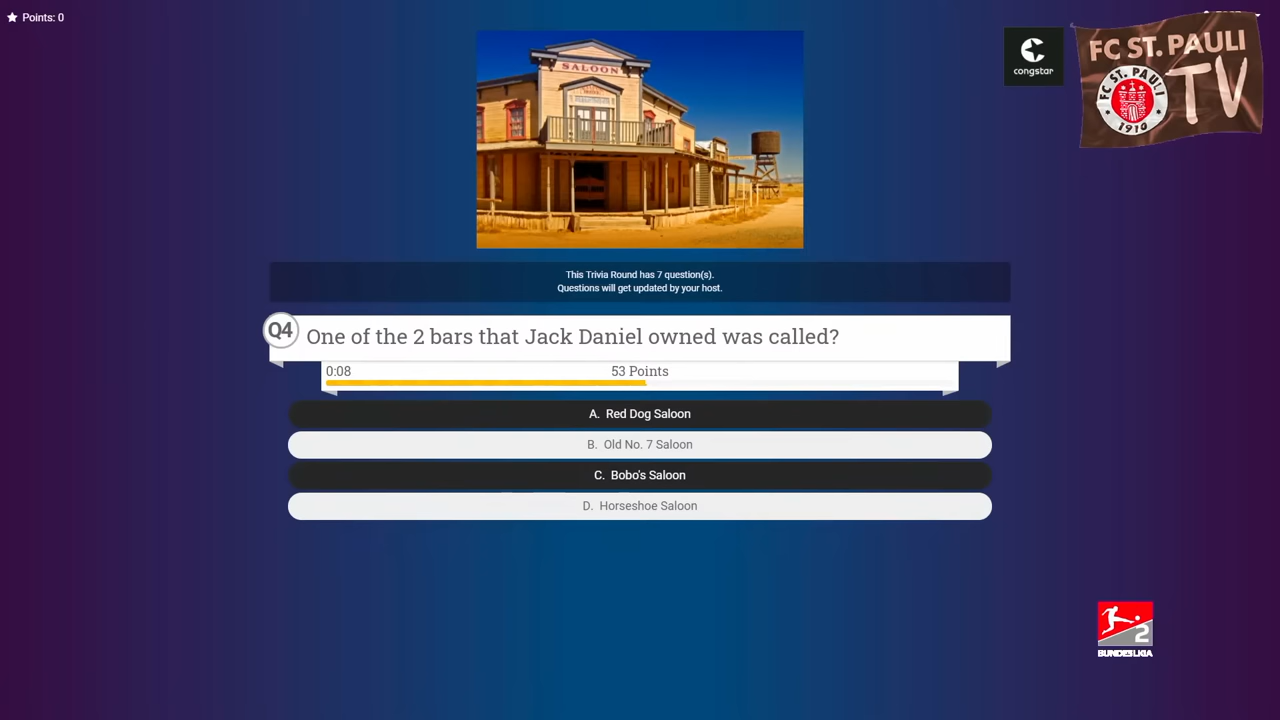 Points: 0
SALOON
congstar
FC ST. PAULI
TV
FC ST. PAULI
1910
This Trivia Round has 7 question(s).
Questions will get updated by your host.
Q4
One of the 2 bars that Jack Daniel owned was called?
0:08
53 Points
A. Red Dog Saloon
B. Old No. 7 Saloon
C. Bobo's Saloon
D. Horseshoe Saloon
2
BUNDESLIGA